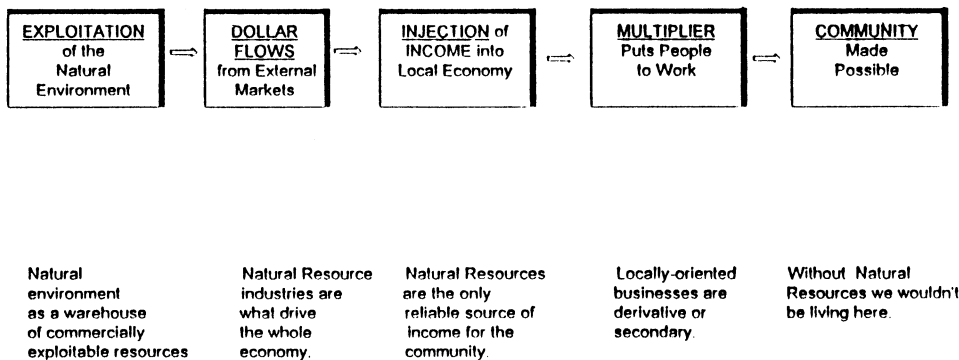 EXPLOITATION
of the
Natural
Environment
DOLLAR
FLOWS
from External
Markets
INJECTION of
INCOME into
Local Economy
MULTIPLIER
Puts People
to Work
COMMUNITY
Made
Possible
Natural
environment
as a warehouse
of commercially
exploitable resources
Natural Resource
industries are
what drive
the whole
economy.
Natural Resources
are the only
reliable source of
income for the
community.
Locally-oriented
businesses are
derivative or
secondary.
Without Natural
Resources we wouldn't
be living here.